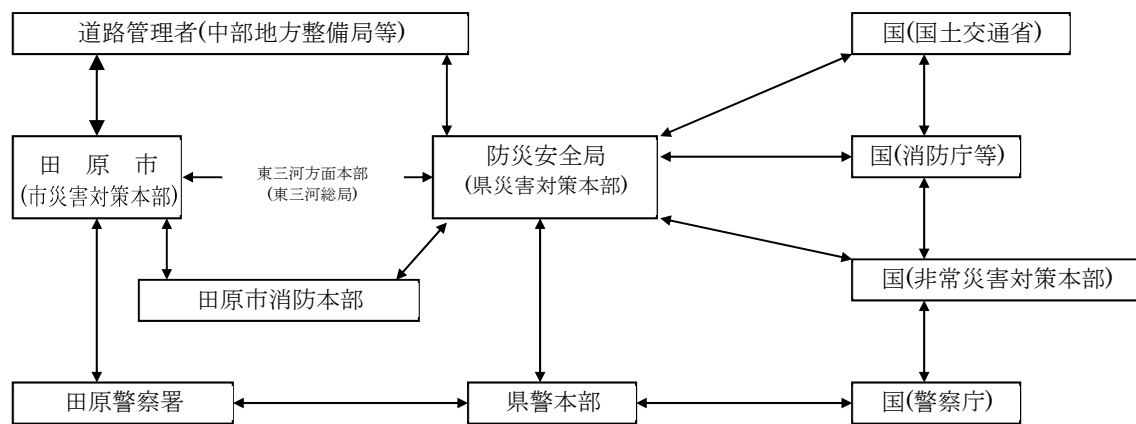 道路管理者(中部地方整備局等)
国(国土交通省)
田 原 市
(市災害対策本部)
東三河方面本部
(東三河総局)
防災安全局
(県災害対策本部)
国(消防庁等)
田原市消防本部
国(非常災害対策本部)
田原警察署
県警本部
国(警察庁)